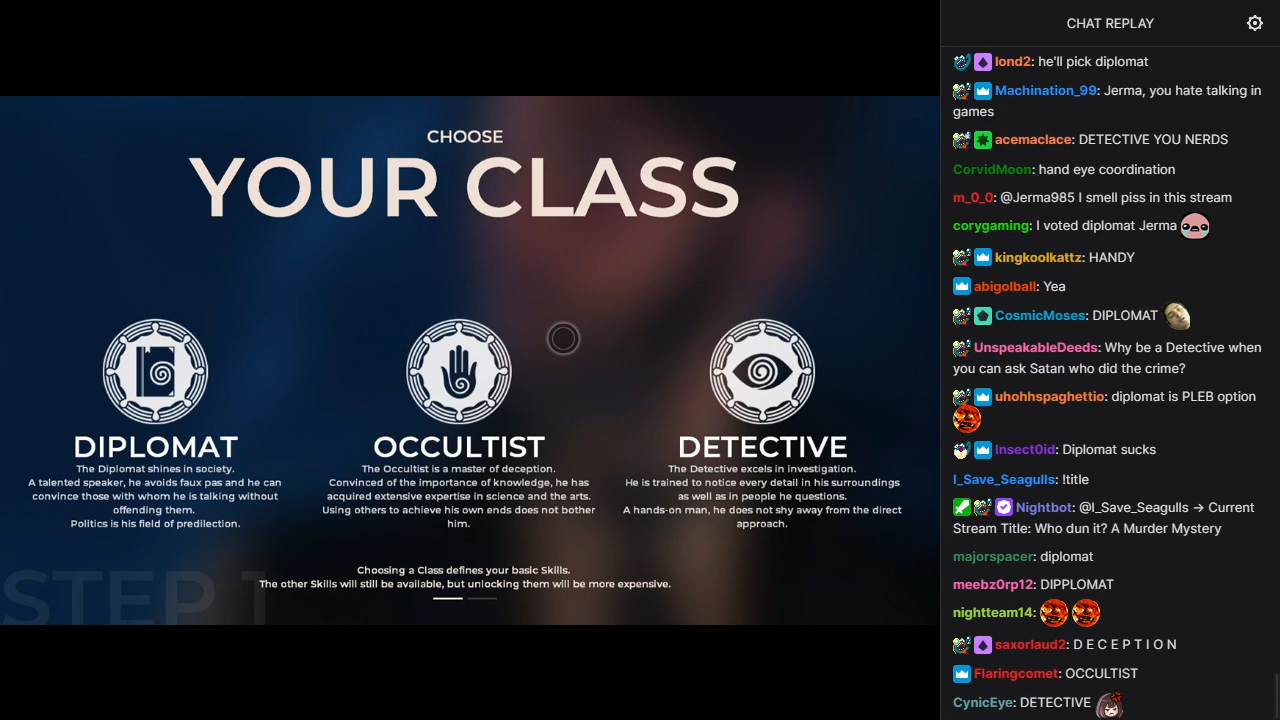 CHOOSE
YOUR CLASS
DIPLOMAT
The Diplomat shines in society.
A talented speaker, he avoids faux pas and he can
convince those with whom he is talking without
offending them.
Politics is his field of predilection.
OCCULTIST
The Occultist is a master of deception.
Convinced of the importance of knowledge, he has
acquired extensive expertise in science and the arts.
Using others to achieve his own ends does not bother
him.
DETECTIVE
The Detective excels in investigation.
He is trained to notice every detail in his surroundings
as well as in people he questions.
A hands-on man, he does not shy away from the direct
approach.
Choosing a Class defines your basic Skills.
The other Skills will still be available, but unlocking them will be more expensive.
STEP 1
CHAT REPLAY
lond2: he'll pick diplomat
Machination_99: Jerma, you hate talking in
games
acemaclace: DETECTIVE YOU NERDS
CorvidMoon: hand eye coordination
m_0_0: @Jerma985 I smell piss in this stream
corygaming: I voted diplomat Jerma
kingkoolkattz: HANDY
abigolball: Yea
CosmicMoses: DIPLOMAT
UnspeakableDeeds: Why be a Detective when
you can ask Satan who did the crime?
uhohhspaghettio: diplomat is PLEB option
Insect0id: Diplomat sucks
I_Save_Seagulls: !title
Nightbot: @I_Save_Seagulls → Current
Stream Title: Who dun it? A Murder Mystery
majorspacer: diplomat
meebz0rp12: DIPPLOMAT
nightteam14:
saxorlaud2: D E C E P T I O N
Flaringcomet: OCCULTIST
CynicEye: DETECTIVE